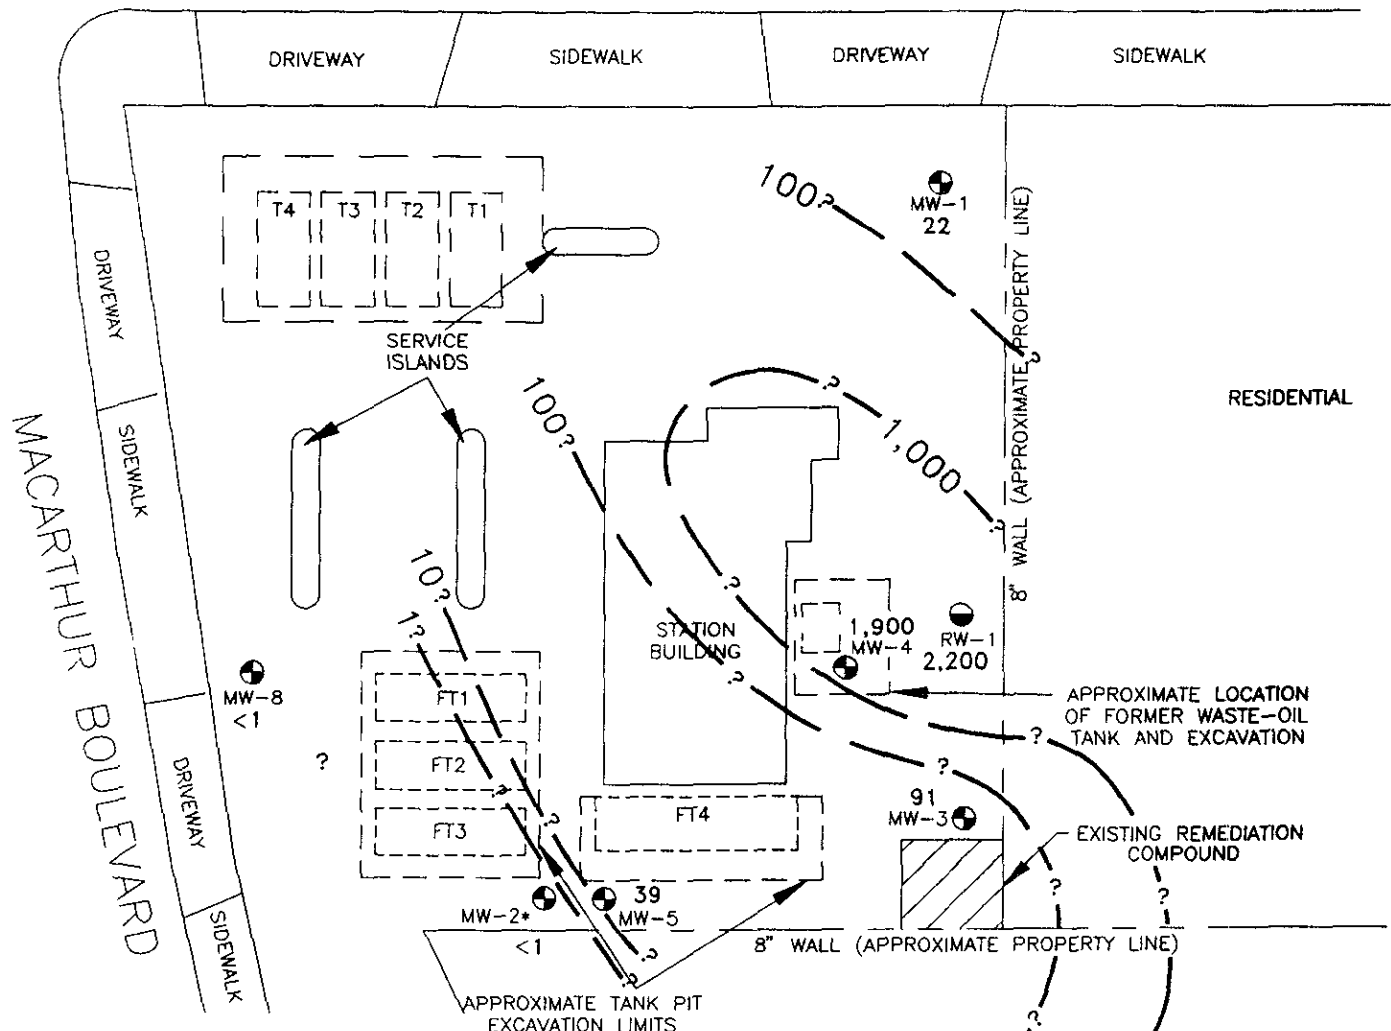 DRIVEWAY
SIDEWALK
DRIVEWAY
SIDEWALK
100?
MW-1
22
T4
T3
T2
T1
DRIVEWAY
SERVICE
ISLANDS
?
?
8" WALL (APPROXIMATE PROPERTY LINE)
RESIDENTIAL
100?
1,000
?
MACARTHUR BOULEVARD
SIDEWALK
10?
1?
?
STATION
BUILDING
1,900
MW-4
RW-1
2,200
MW-8
<1
?
FT1
?
APPROXIMATE LOCATION
OF FORMER WASTE-OIL
TANK AND EXCAVATION
?
DRIVEWAY
?
FT2
?
?
FT3
?
FT4
91
MW-3
EXISTING REMEDIATION
COMPOUND
?
?
SIDEWALK
MW-2*
<1
39
MW-5
?
?
8" WALL (APPROXIMATE PROPERTY LINE)
APPROXIMATE TANK PIT
EXCAVATION LIMITS
?